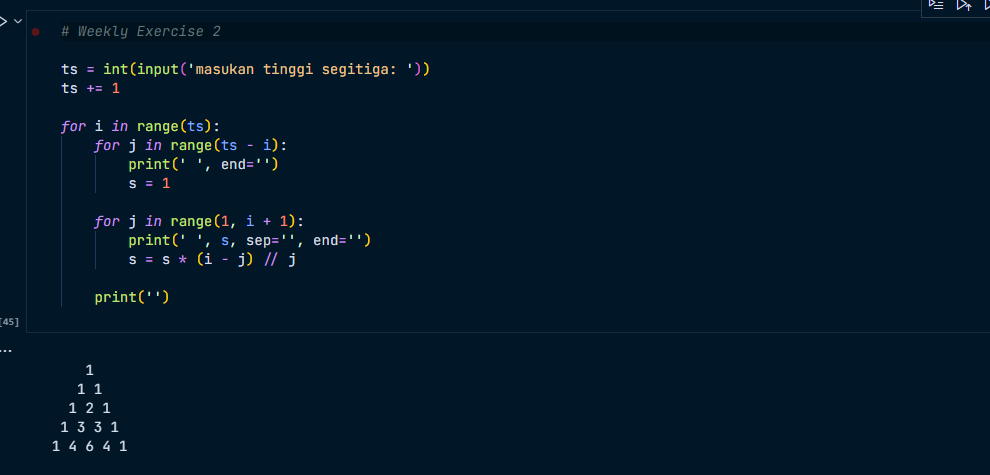 # Weekly Exercise 2
ts = int(input('masukan tinggi segitiga: '))
ts += 1
for i in range(ts):
    for j in range(ts - i):
        print(' ', end='')
        s = 1
    for j in range(1, i + 1):
        print(' ', s, sep='', end='')
        s = s * (i - j) // j
    print('')
[45]
...
1
1 1
1 2 1
1 3 3 1
1 4 6 4 1